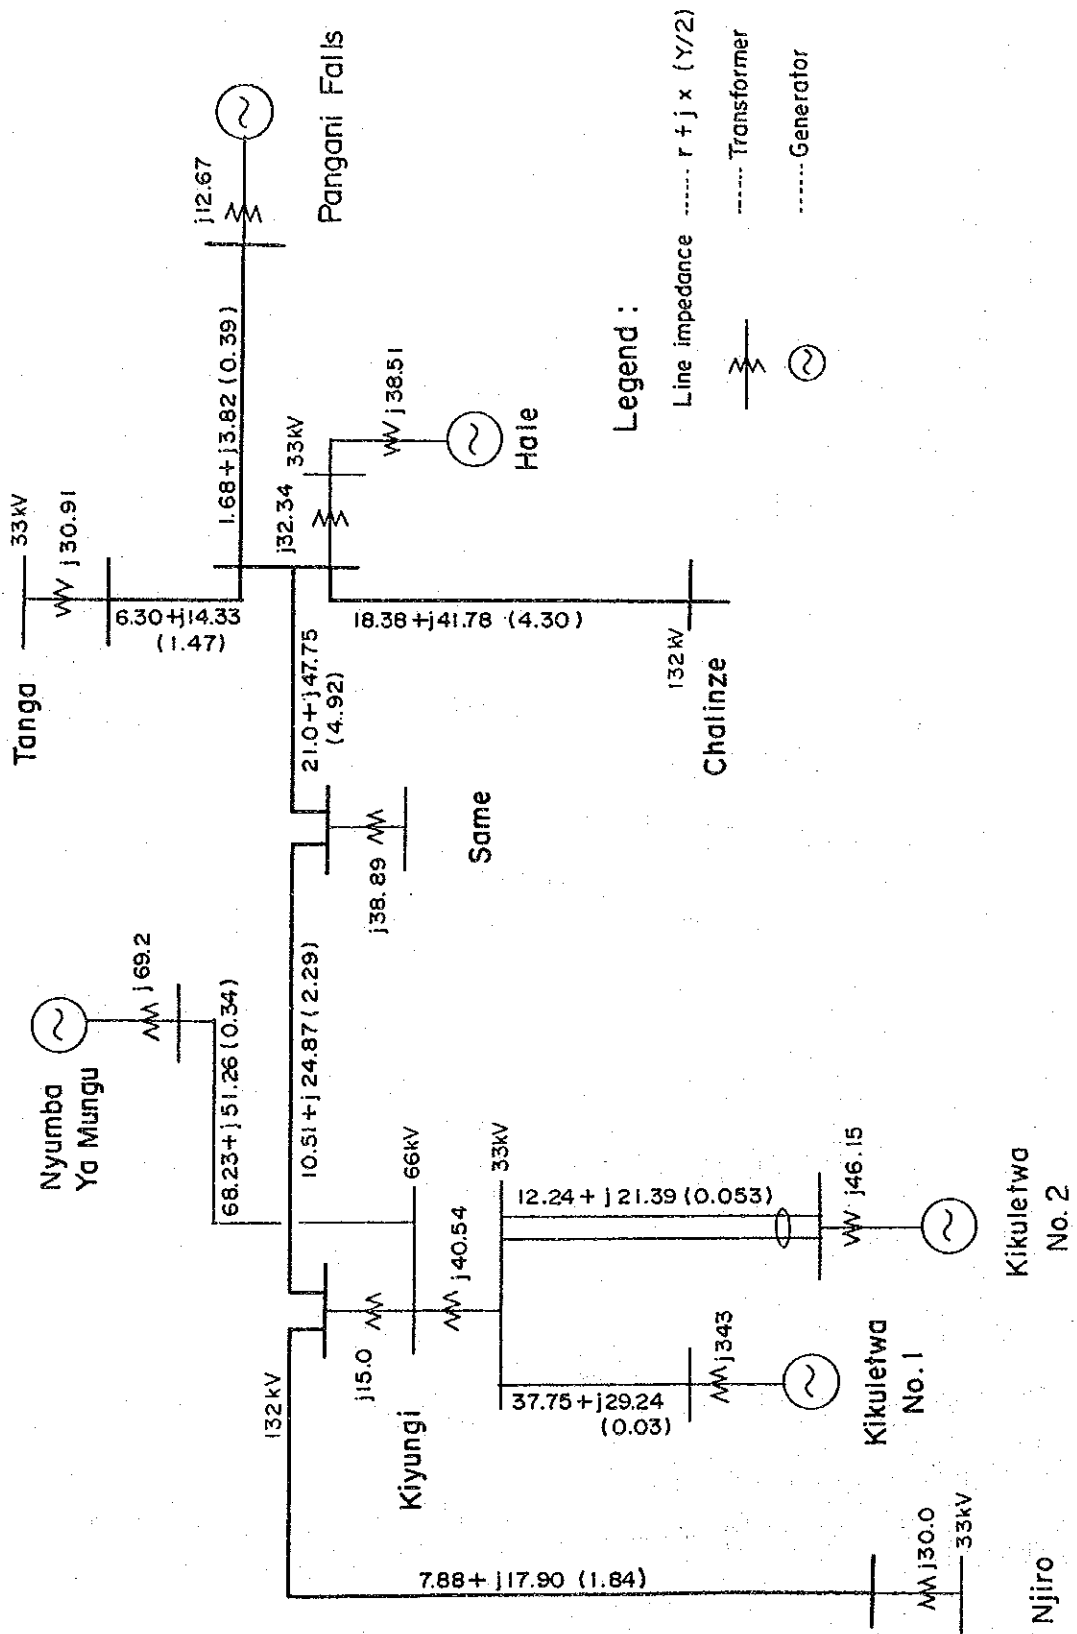 Tanga
33kV
j30.91
6.30+j14.33
(1.47)
1.68+j3.82 (0.39)
j12.67
Pangani Falls
j32.34
33kV
j38.51
Hale
18.38+j41.78 (4.30)
132kV
Chalinze
21.0+j47.75
(4.92)
j38.89
Same
Nyumba
Ya Mungu
j69.2
68.23+j51.26 (0.34)
10.51+j24.87 (2.29)
66kV
132kV
j15.0
Kiyungi
j40.54
33kV
12.24+j21.39 (0.053)
j46.15
Kikuletwa
No. 2
37.75+j29.24
(0.03)
j343
Kikuletwa
No. 1
7.88+j17.90 (1.84)
j30.0
33kV
Njiro
Legend :
Line impedance ------ r + j x (Y/2)
------ Transformer
------ Generator